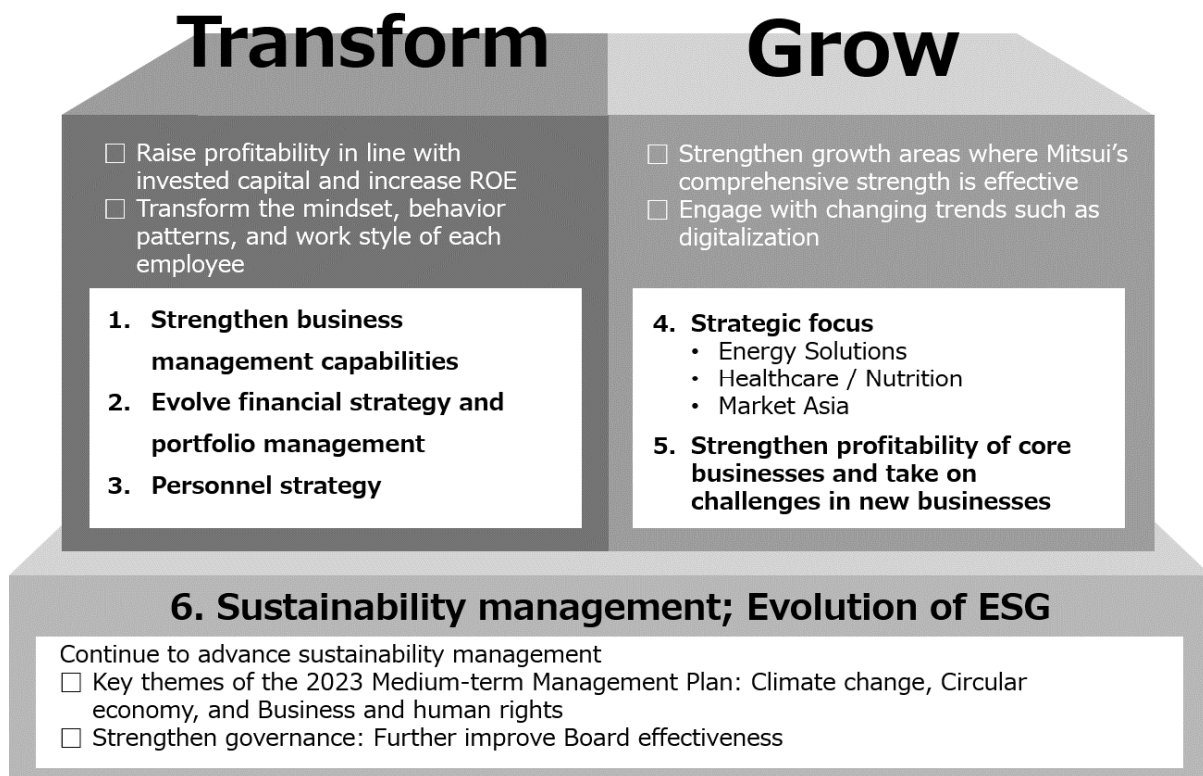 Transform
☐ Raise profitability in line with
invested capital and increase ROE
☐ Transform the mindset, behavior
patterns, and work style of each
employee
1. Strengthen business
management capabilities
2. Evolve financial strategy and
portfolio management
3. Personnel strategy
Grow
☐ Strengthen growth areas where Mitsui's
comprehensive strength is effective
☐ Engage with changing trends such as
digitalization
4. Strategic focus
• Energy Solutions
• Healthcare / Nutrition
• Market Asia
5. Strengthen profitability of core
businesses and take on
challenges in new businesses
6. Sustainability management; Evolution of ESG
Continue to advance sustainability management
☐ Key themes of the 2023 Medium-term Management Plan: Climate change, Circular
economy, and Business and human rights
☐ Strengthen governance: Further improve Board effectiveness